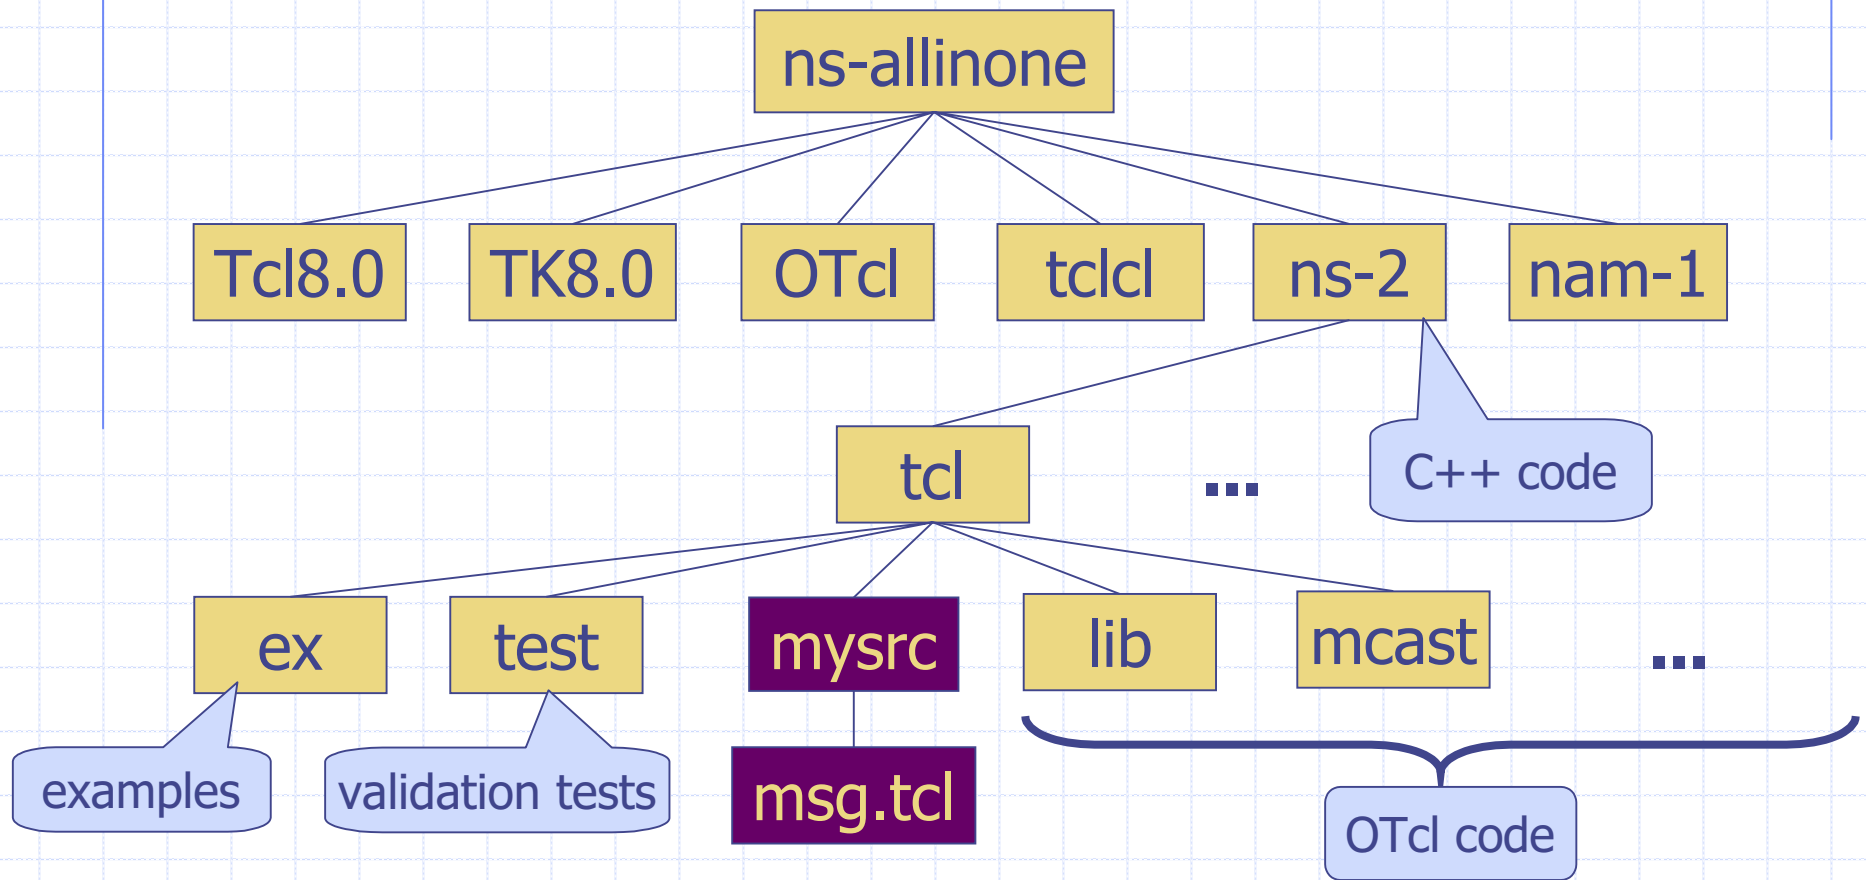 ns-allinone
Tcl8.0
TK8.0
OTcl
tclcl
ns-2
nam-1
tcl
...
C++ code
ex
test
mysrc
lib
mcast
...
examples
validation tests
msg.tcl
OTcl code